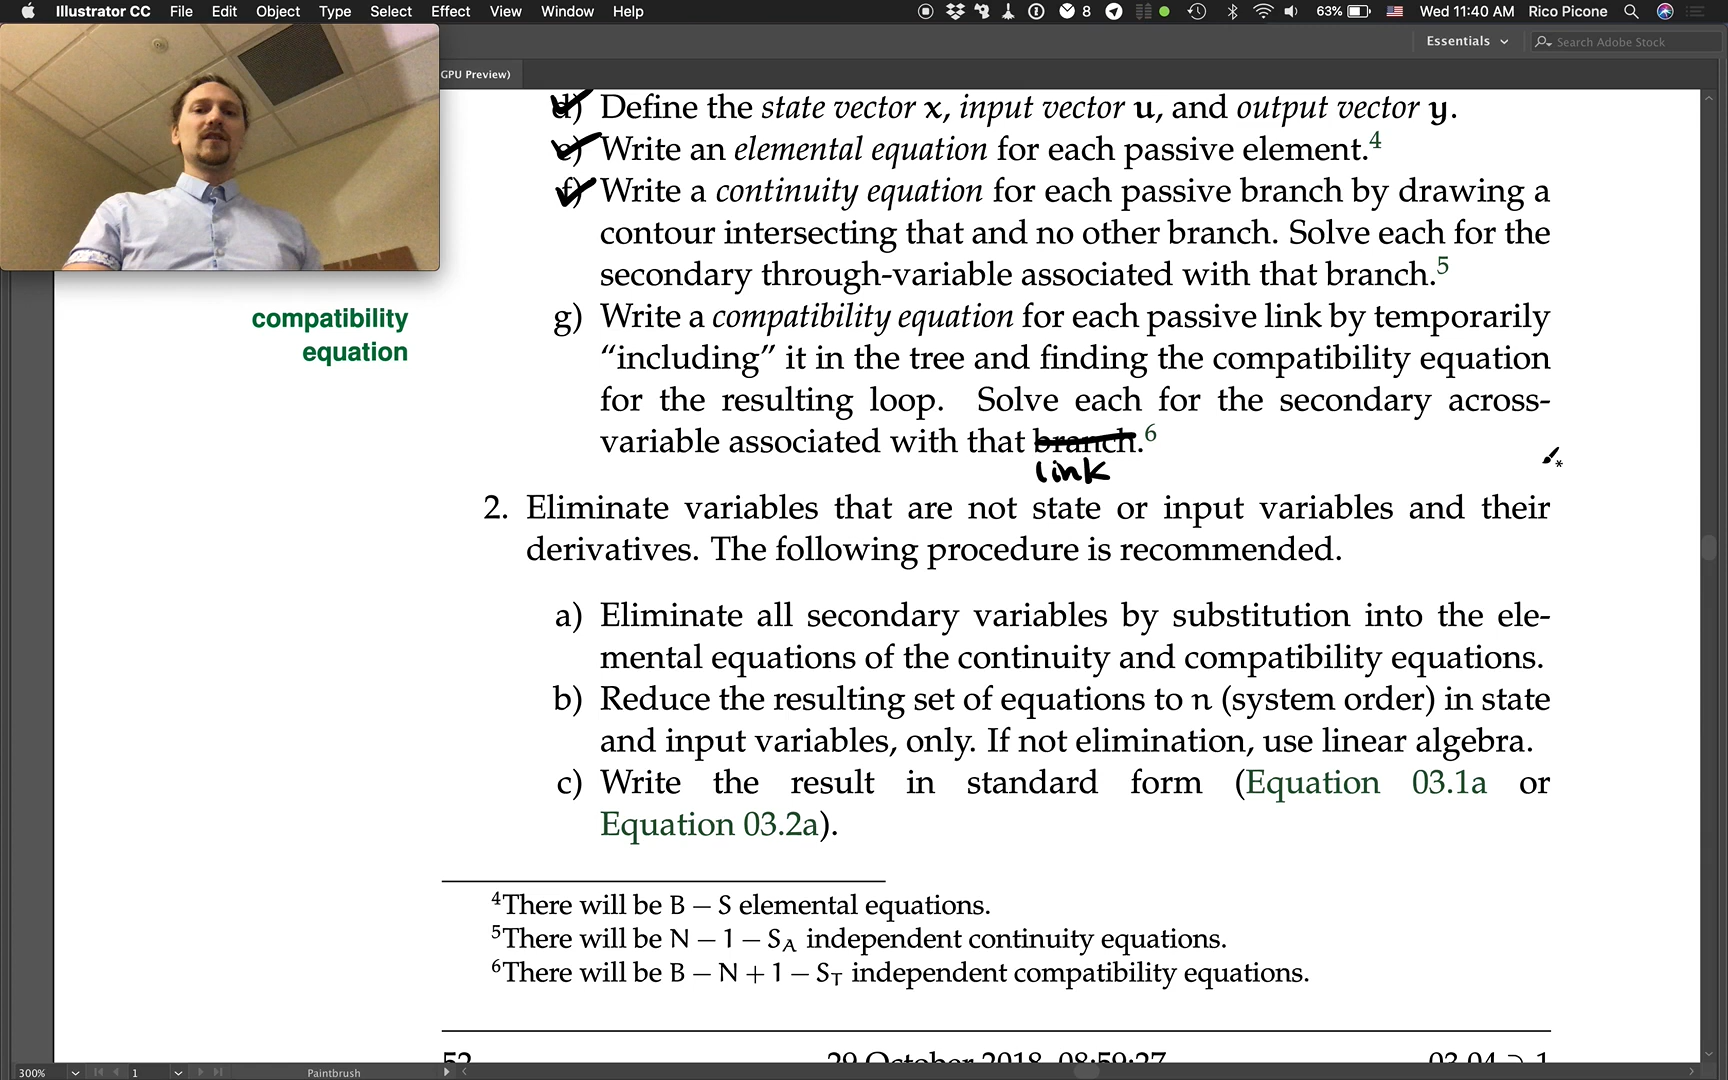 Illustrator CC File Edit Object Type Select Effect View Window Help 8 63% Wed 11:40 AM Rico Picone
Essentials Search Adobe Stock
GPU Preview)
d) Define the state vector x, input vector u, and output vector y.
e) Write an elemental equation for each passive element.4
f) Write a continuity equation for each passive branch by drawing a
contour intersecting that and no other branch. Solve each for the
secondary through-variable associated with that branch.5
compatibility
equation
g) Write a compatibility equation for each passive link by temporarily
“including” it in the tree and finding the compatibility equation
for the resulting loop. Solve each for the secondary across-
variable associated with that branch.6
link
2. Eliminate variables that are not state or input variables and their
derivatives. The following procedure is recommended.
a) Eliminate all secondary variables by substitution into the ele-
mental equations of the continuity and compatibility equations.
b) Reduce the resulting set of equations to n (system order) in state
and input variables, only. If not elimination, use linear algebra.
c) Write the result in standard form (Equation 03.1a or
Equation 03.2a).
4There will be B – S elemental equations.
5There will be N – 1 – SA independent continuity equations.
6There will be B – N + 1 – ST independent compatibility equations.
52 29 October 2018, 08:59:27 03.04 1
300% 1 Paintbrush